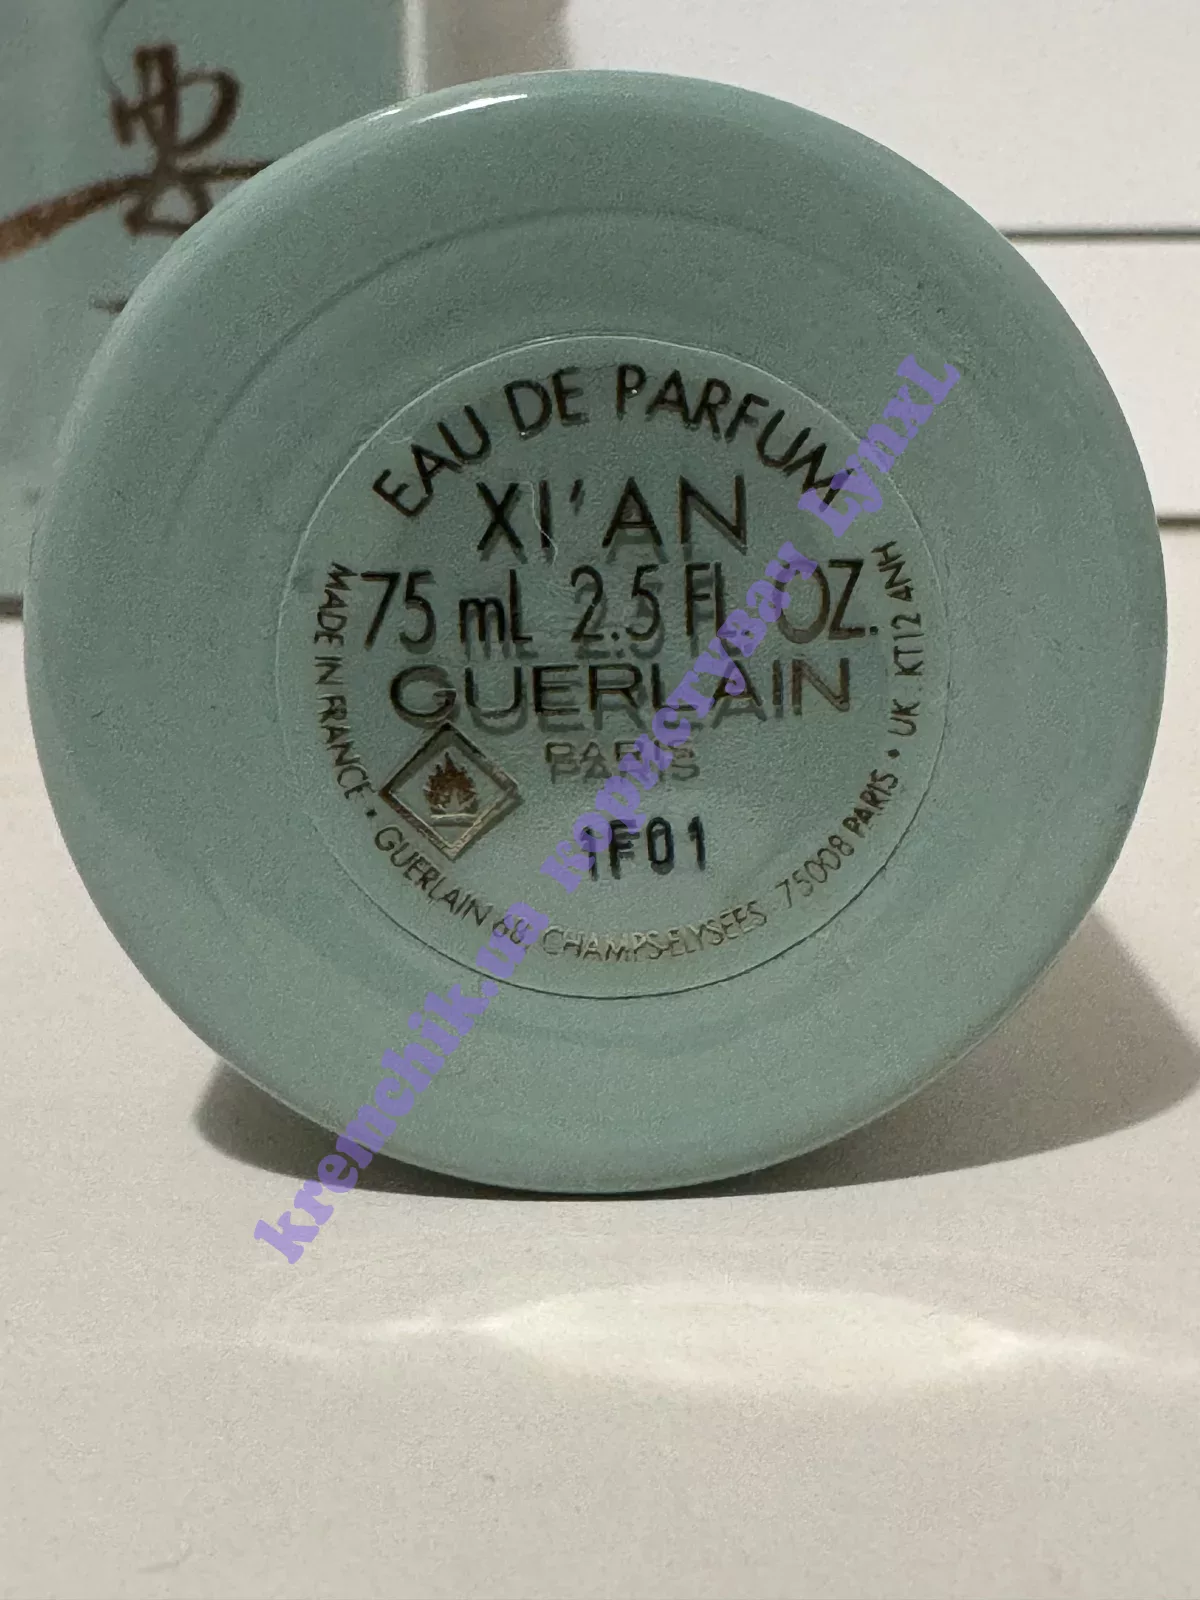 EAU DE PARFUM
XI'AN
75 mL 2.5 FL. OZ.
GUERLAIN
PARIS
1F01
MADE IN FRANCE • GUERLAIN 68, CHAMPS-ELYSEES 75008 PARIS • UK. KT12 4NH
kremchik.ua користувач LynxL